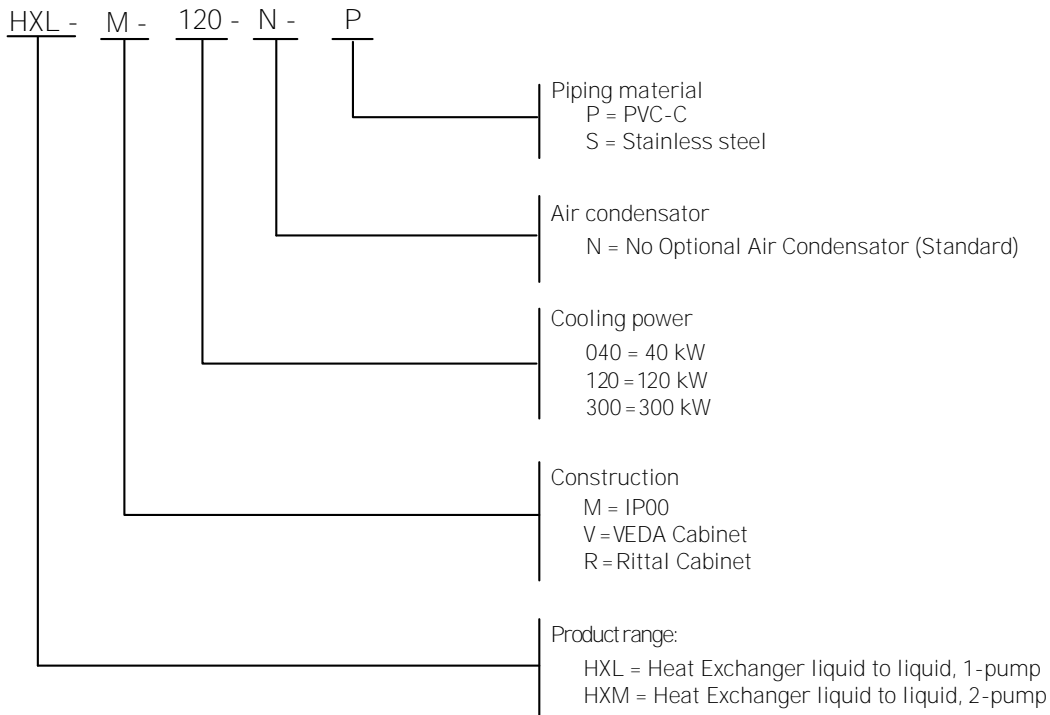 HXL - M - 120 - N - P
Piping material
P = PVC-C
S = Stainless steel
Air condensator
N = No Optional Air Condensator (Standard)
Cooling power
040 = 40 kW
120 = 120 kW
300 = 300 kW
Construction
M = IP00
V = VEDA Cabinet
R = Rittal Cabinet
Product range:
HXL = Heat Exchanger liquid to liquid, 1-pump
HXM = Heat Exchanger liquid to liquid, 2-pump